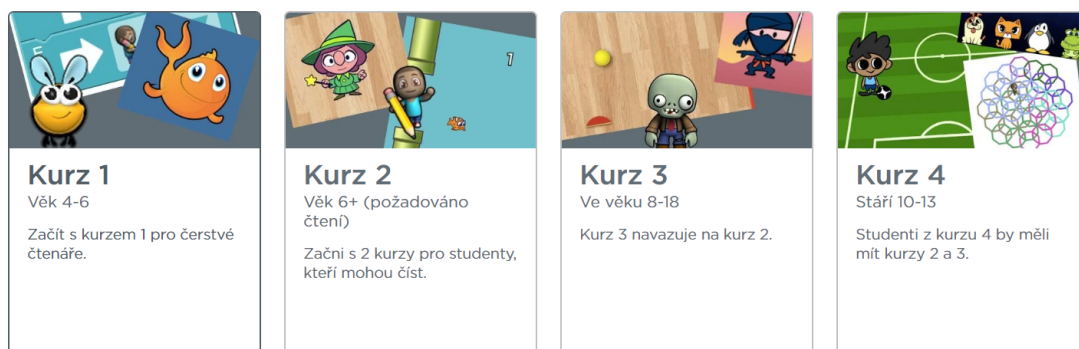 1
Kurz 1
Věk 4-6
Začít s kurzem 1 pro čerstvé
čtenáře.
Kurz 2
Věk 6+ (požadováno
čtení)
Začni s 2 kurzy pro studenty,
kteří mohou číst.
Kurz 3
Ve věku 8-18
Kurz 3 navazuje na kurz 2.
Kurz 4
Stáří 10-13
Studenti z kurzu 4 by měli
mít kurzy 2 a 3.